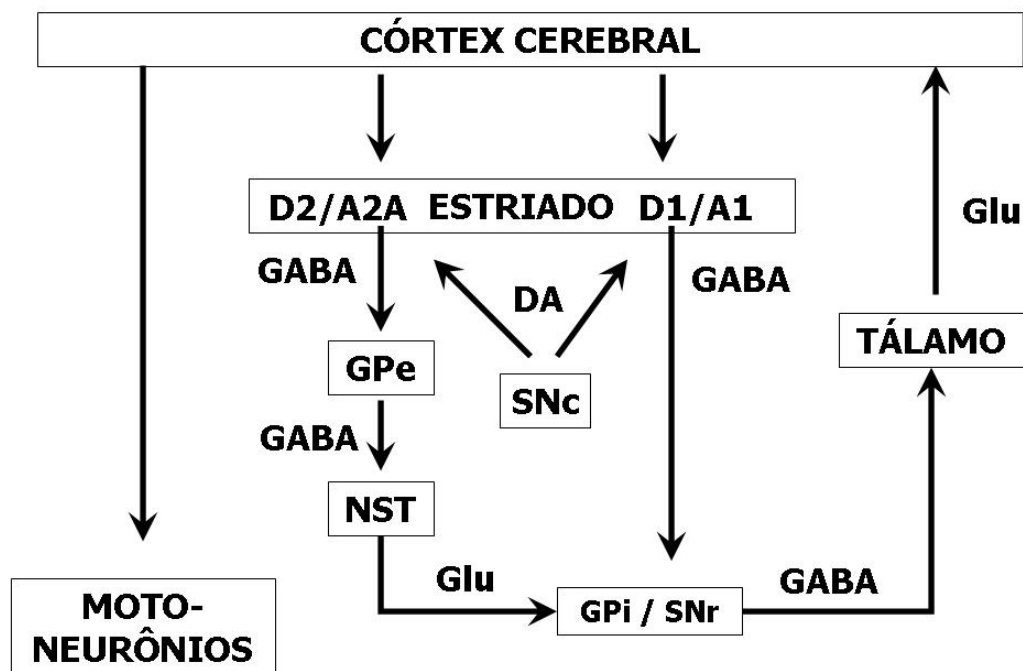 CÓRTEX CEREBRAL
D2/A2A ESTRIADO D1/A1
GABA
DA
GABA
Glu
GPe
SNc
TÁLAMO
GABA
NST
Glu
GPi / SNr
GABA
MOTO-
NEURÔNIOS